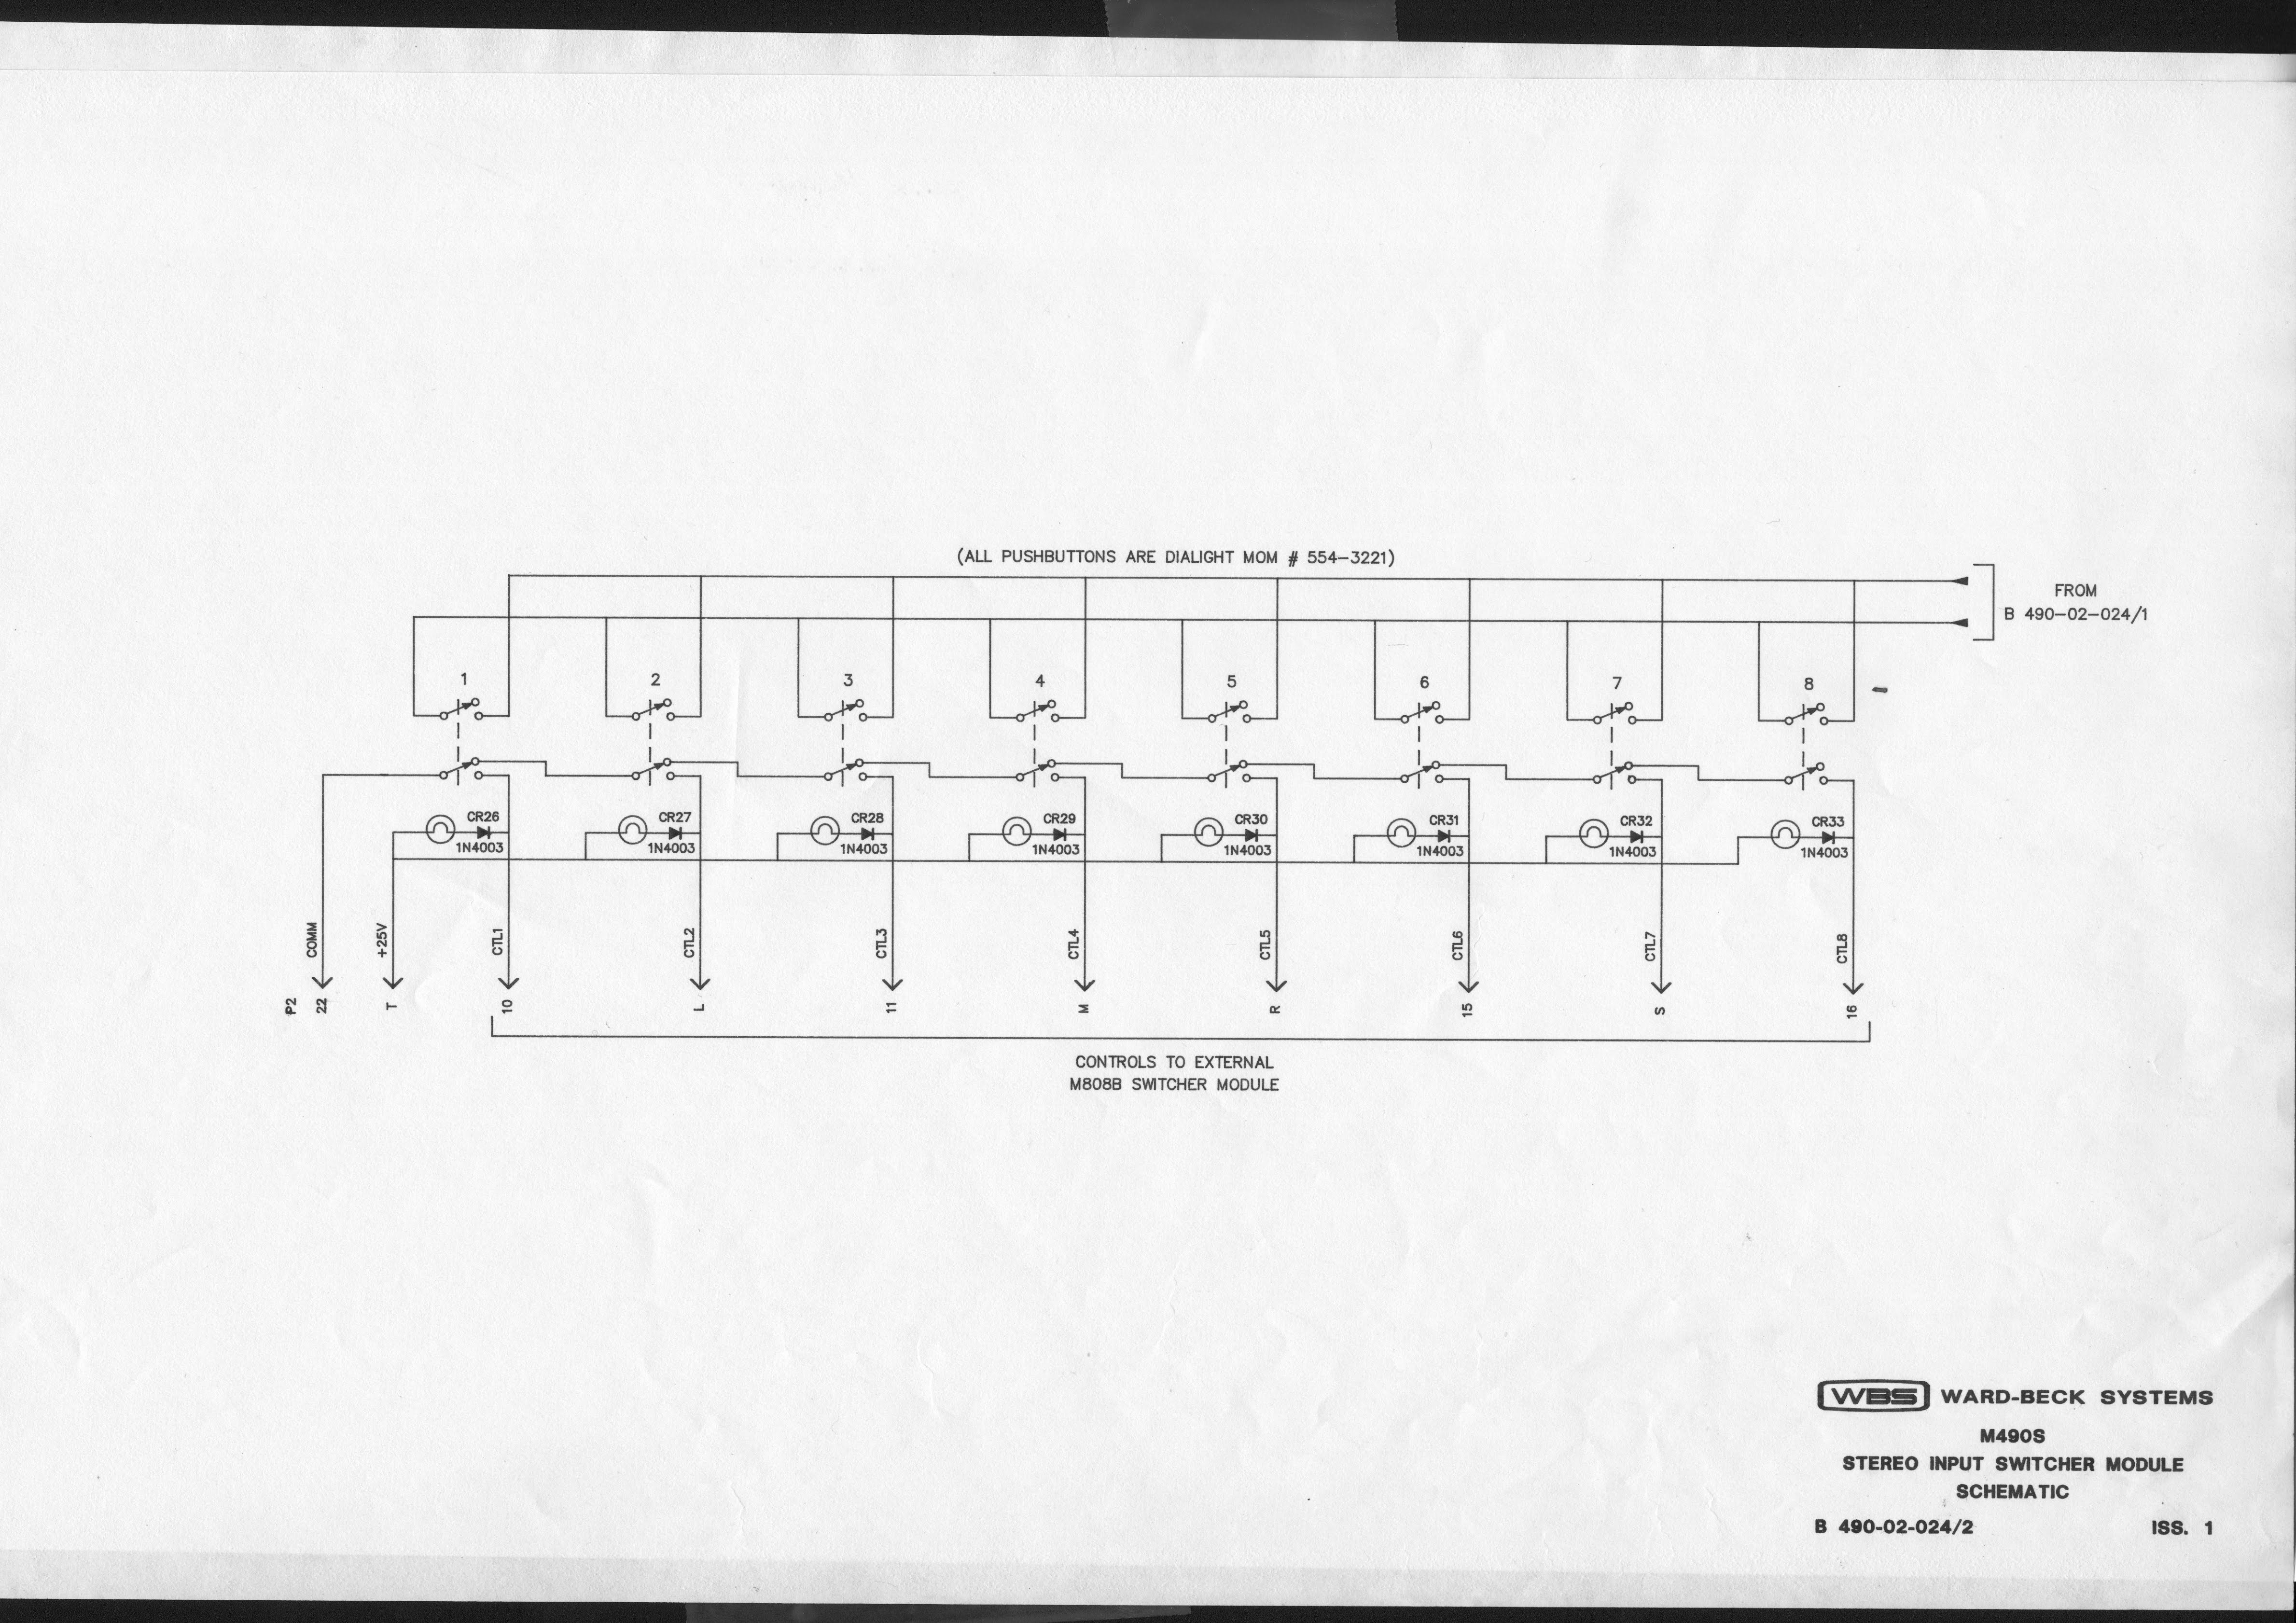 (ALL PUSHBUTTONS ARE DIALIGHT MOM # 554-3221)
FROM
B 490-02-024/1
1 2 3 4 5 6 7 8
CR26 CR27 CR28 CR29 CR30 CR31 CR32 CR33
1N4003 1N4003 1N4003 1N4003 1N4003 1N4003 1N4003 1N4003
COMM +25V CTL1 CTL2 CTL3 CTL4 CTL5 CTL6 CTL7 CTL8
P2 22 T 10 L 11 M R 15 S 16
CONTROLS TO EXTERNAL
M808B SWITCHER MODULE
WBS WARD-BECK SYSTEMS
M490S
STEREO INPUT SWITCHER MODULE
SCHEMATIC
B 490-02-024/2 ISS. 1